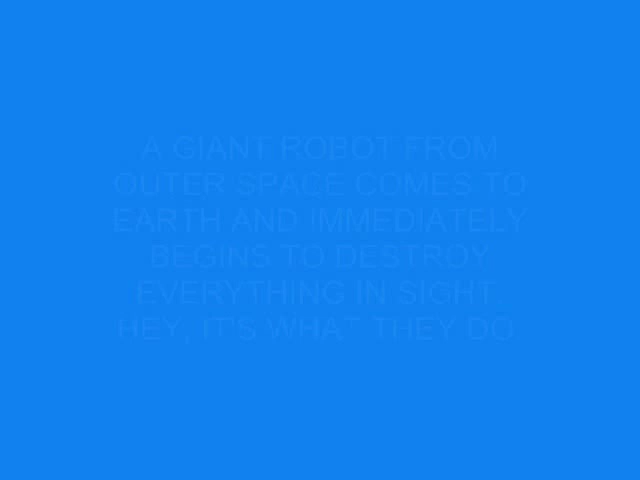 A GIANT ROBOT FROM
OUTER SPACE COMES TO
EARTH AND IMMEDIATELY
BEGINS TO DESTROY
EVERYTHING IN SIGHT.
HEY, IT'S WHAT THEY DO.